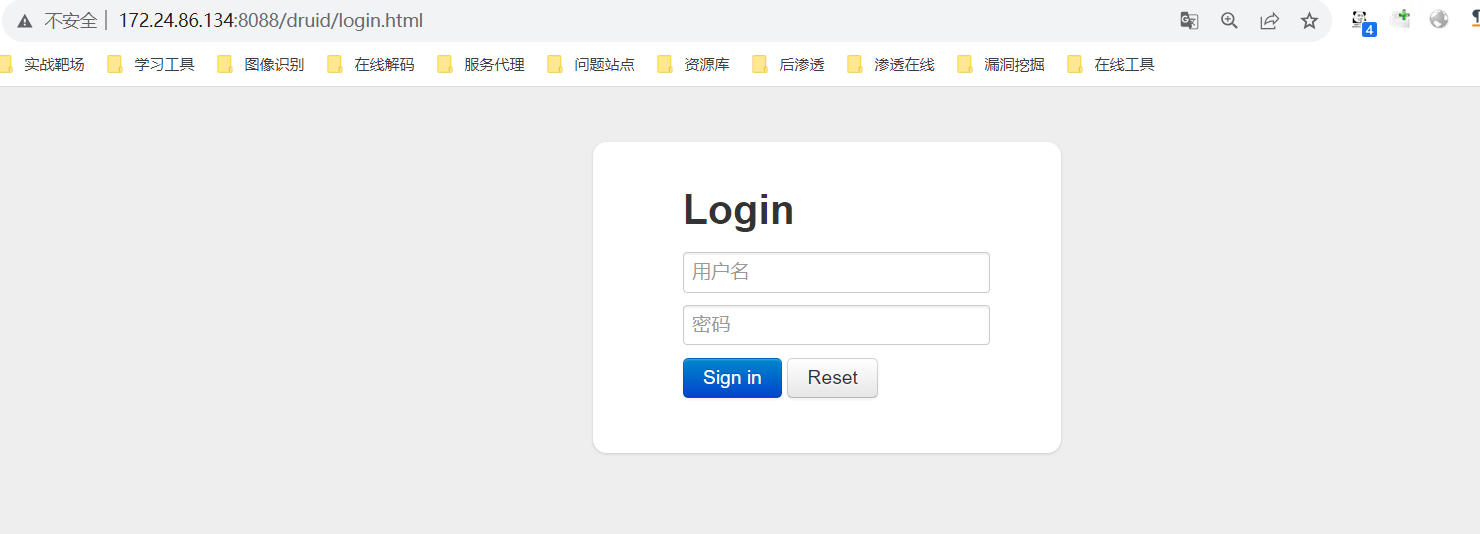 不安全 172.24.86.134:8088/druid/login.html
4
实战靶场 学习工具 图像识别 在线解码 服务代理 问题站点 资源库 后渗透 渗透在线 漏洞挖掘 在线工具
Login
用户名
密码
Sign in Reset